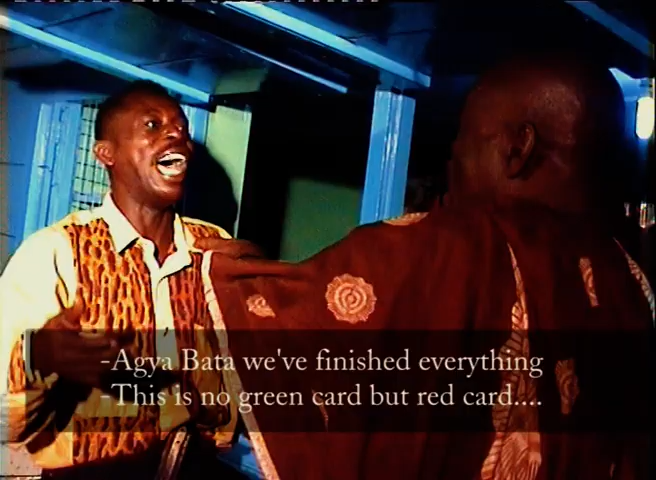 -Agya Bata we've finished everything
-This is no green card but red card....